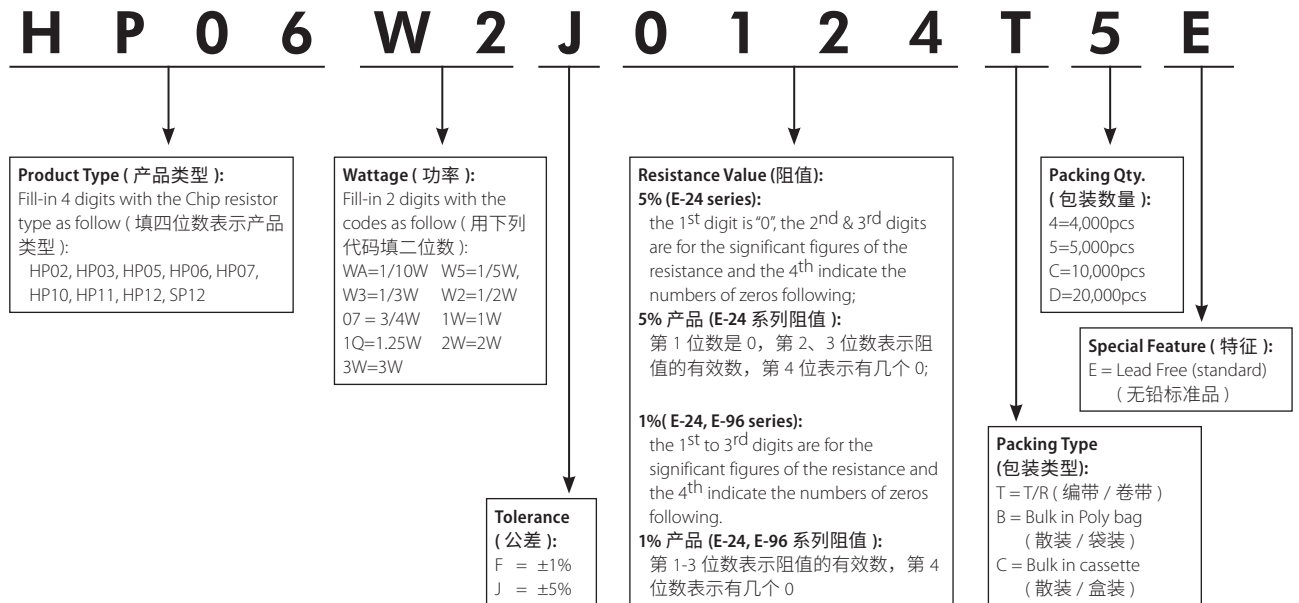 H P 0 6 W 2 J 0 1 2 4 T 5 E
Product Type ( 产品类型 ):
Fill-in 4 digits with the Chip resistor
type as follow ( 填四位数表示产品
类型 ):
HP02, HP03, HP05, HP06, HP07,
HP10, HP11, HP12, SP12
Wattage ( 功率 ):
Fill-in 2 digits with the
codes as follow ( 用下列
代码填二位数 ):
WA=1/10W W5=1/5W,
W3=1/3W W2=1/2W
07 = 3/4W 1W=1W
1Q=1.25W 2W=2W
3W=3W
Tolerance
( 公差 ):
F = ±1%
J = ±5%
Resistance Value (阻值):
5% (E-24 series):
the 1st digit is “0”, the 2nd & 3rd digits
are for the significant figures of the
resistance and the 4th indicate the
numbers of zeros following;
5% 产品 (E-24 系列阻值 ):
第 1 位数是 0，第 2、3 位数表示阻
值的有效数，第 4 位表示有几个 0;
1%( E-24, E-96 series):
the 1st to 3rd digits are for the
significant figures of the resistance and
the 4th indicate the numbers of zeros
following.
1% 产品 (E-24, E-96 系列阻值 ):
第 1-3 位数表示阻值的有效数，第 4
位数表示有几个 0
Packing Qty.
( 包装数量 ):
4=4,000pcs
5=5,000pcs
C=10,000pcs
D=20,000pcs
Special Feature ( 特征 ):
E = Lead Free (standard)
( 无铅标准品 )
Packing Type
(包装类型):
T = T/R ( 编带 / 卷带 )
B = Bulk in Poly bag
( 散装 / 袋装 )
C = Bulk in cassette
( 散装 / 盒装 )